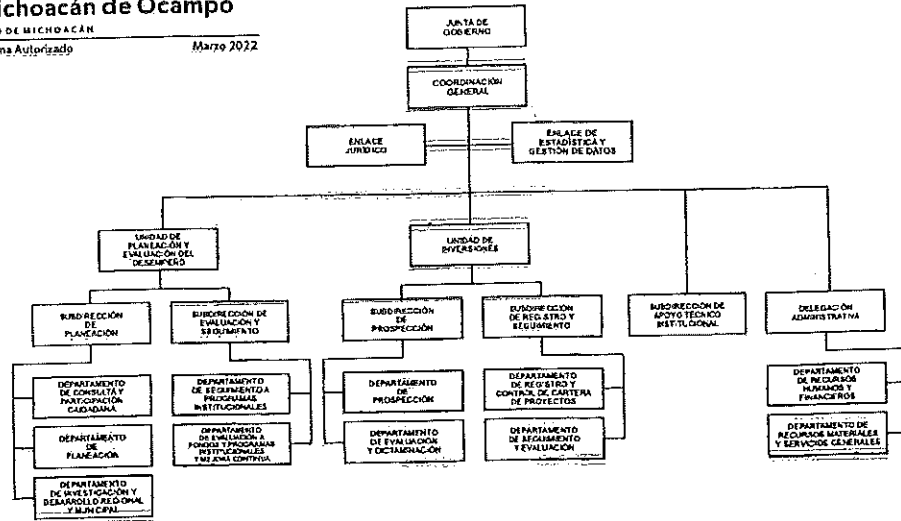 ichoacán de Ocampo
O DE MICHOACÁN
ma Autorizado Marzo 2022
JUNTA DE
GOBIERNO
COORDINACIÓN
GENERAL
ENLACE
JURÍDICO
ENLACE DE
ESTADÍSTICA Y
GESTIÓN DE DATOS
UNIDAD DE
PLANEACIÓN Y
EVALUACIÓN DEL
DESEMPEÑO
UNIDAD DE
INVERSIONES
SUBDIRECCIÓN
DE
PLANEACIÓN
SUBDIRECCIÓN DE
EVALUACIÓN Y
SEGUIMIENTO
SUBDIRECCIÓN
DE
PROSPECCIÓN
SUBDIRECCIÓN
DE REGISTRO Y
SEGUIMIENTO
SUBDIRECCIÓN DE
APOYO TÉCNICO
INSTITUCIONAL
DELEGACIÓN
ADMINISTRATIVA
DEPARTAMENTO
DE CONSULTA Y
PARTICIPACIÓN
CIUDADANA
DEPARTAMENTO
DE SEGUIMIENTO A
PROGRAMAS
INSTITUCIONALES
DEPARTAMENTO
DE
PROSPECCIÓN
DEPARTAMENTO
DE REGISTRO Y
CONTROL DE CARTERA
DE PROYECTOS
DEPARTAMENTO
DE RECURSOS
HUMANOS Y
FINANCIEROS
DEPARTAMENTO
DE
PLANEACIÓN
DEPARTAMENTO
DE EVALUACIÓN A
FONDOS Y PROGRAMAS
INSTITUCIONALES
Y MEJORA CONTINUA
DEPARTAMENTO
DE EVALUACIÓN
Y DICTAMINACIÓN
DEPARTAMENTO
DE SEGUIMIENTO
Y EVALUACIÓN
DEPARTAMENTO DE
RECURSOS MATERIALES
Y SERVICIOS GENERALES
DEPARTAMENTO
DE INVESTIGACIÓN Y
DESARROLLO REGIONAL
Y MUNICIPAL